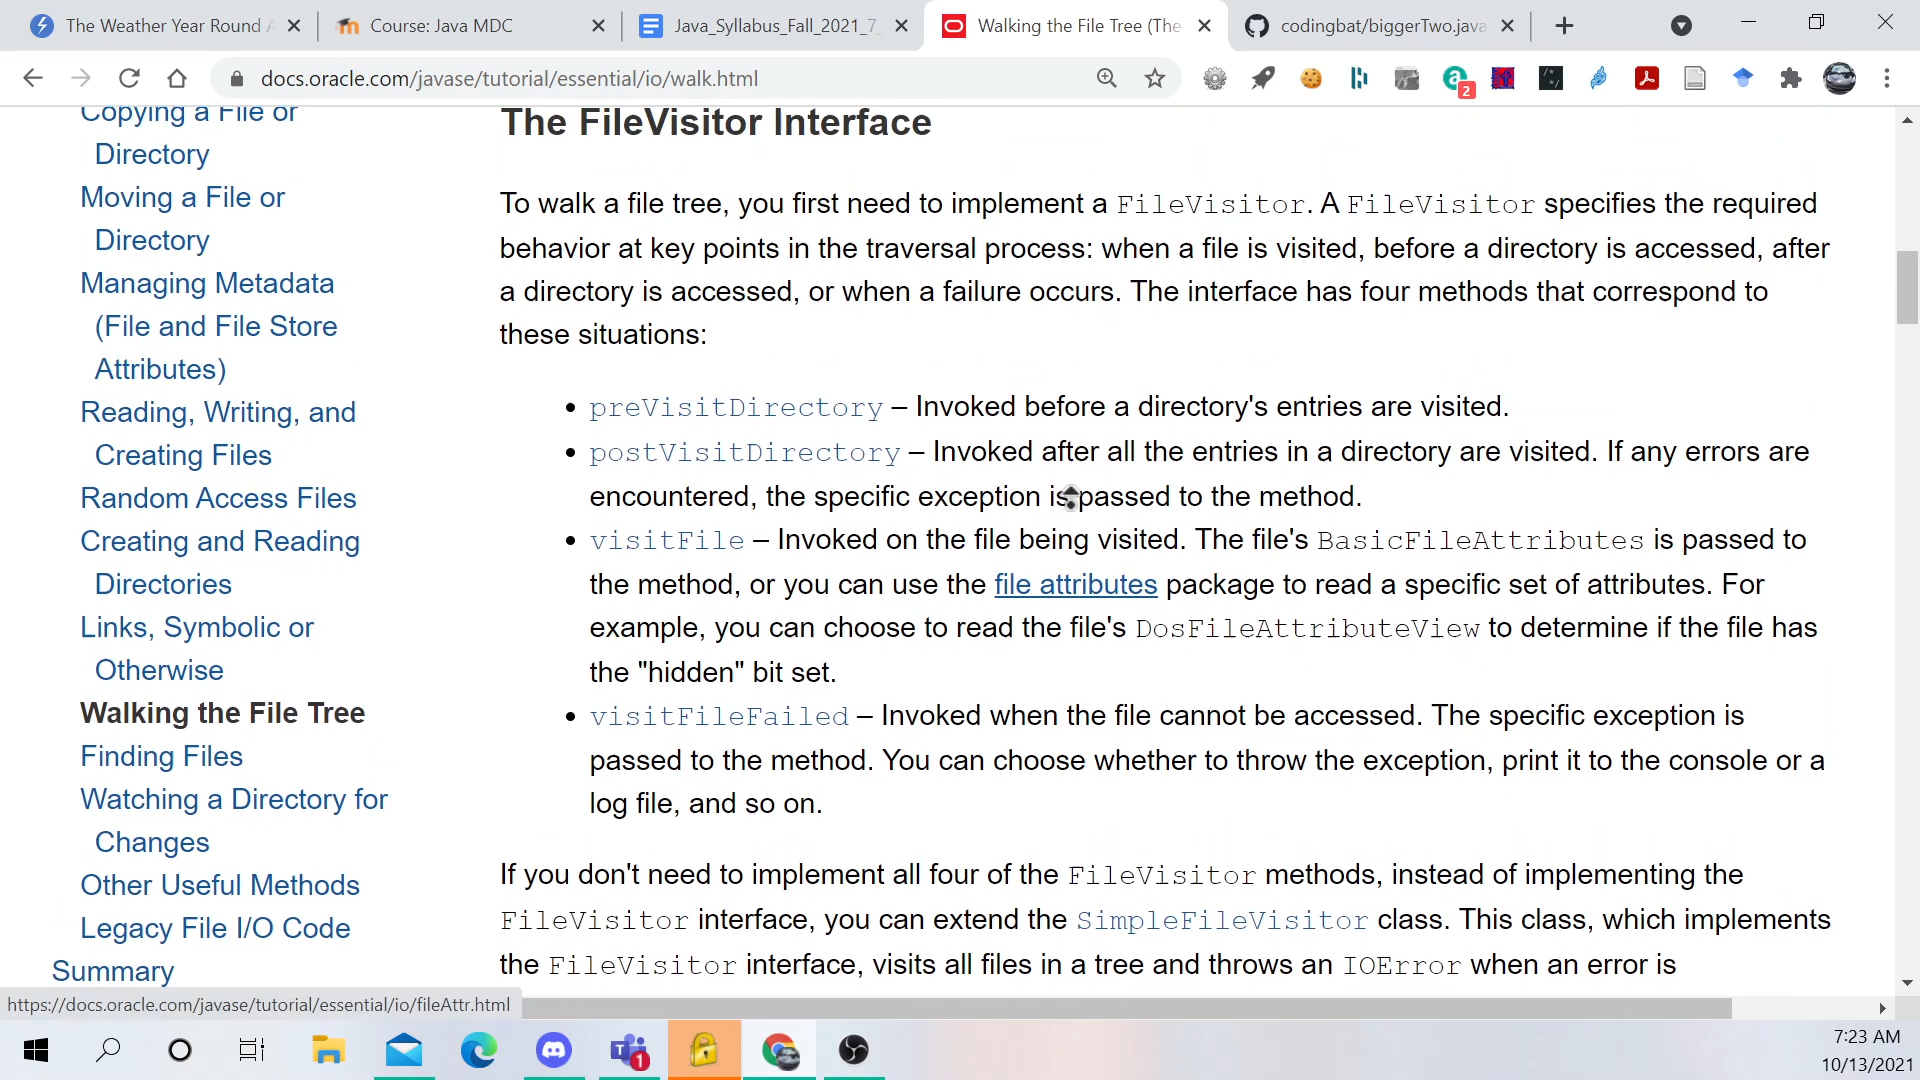 The Weather Year Round A
Course: Java MDC
Java_Syllabus_Fall_2021_7_
Walking the File Tree (The
codingbat/biggerTwo.java
docs.oracle.com/javase/tutorial/essential/io/walk.html
2
Copying a File or
Directory
Moving a File or
Directory
Managing Metadata
(File and File Store
Attributes)
Reading, Writing, and
Creating Files
Random Access Files
Creating and Reading
Directories
Links, Symbolic or
Otherwise
Walking the File Tree
Finding Files
Watching a Directory for
Changes
Other Useful Methods
Legacy File I/O Code
Summary
The FileVisitor Interface
To walk a file tree, you first need to implement a FileVisitor. A FileVisitor specifies the required
behavior at key points in the traversal process: when a file is visited, before a directory is accessed, after
a directory is accessed, or when a failure occurs. The interface has four methods that correspond to
these situations:
• preVisitDirectory – Invoked before a directory's entries are visited.
• postVisitDirectory – Invoked after all the entries in a directory are visited. If any errors are
encountered, the specific exception is passed to the method.
• visitFile – Invoked on the file being visited. The file's BasicFileAttributes is passed to
the method, or you can use the file attributes package to read a specific set of attributes. For
example, you can choose to read the file's DosFileAttributeView to determine if the file has
the "hidden" bit set.
• visitFileFailed – Invoked when the file cannot be accessed. The specific exception is
passed to the method. You can choose whether to throw the exception, print it to the console or a
log file, and so on.
If you don't need to implement all four of the FileVisitor methods, instead of implementing the
FileVisitor interface, you can extend the SimpleFileVisitor class. This class, which implements
the FileVisitor interface, visits all files in a tree and throws an IOError when an error is
https://docs.oracle.com/javase/tutorial/essential/io/fileAttr.html
1
7:23 AM
10/13/2021